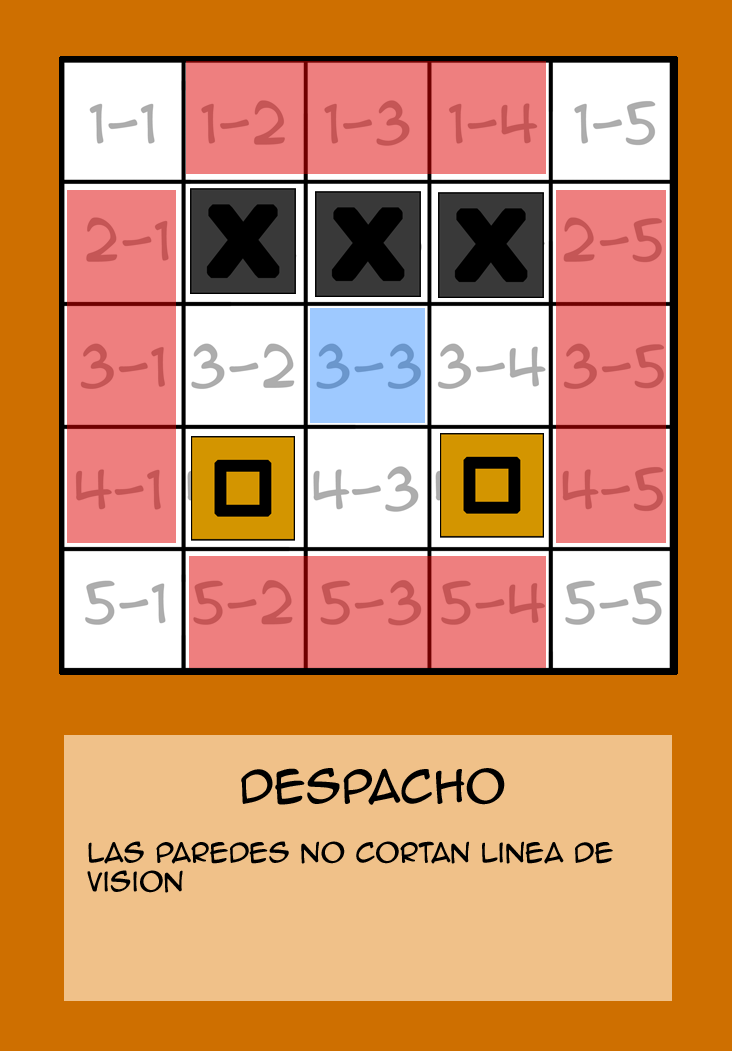 1-1 1-2 1-3 1-4 1-5
2-1 X X X 2-5
3-1 3-2 3-3 3-4 3-5
4-1 4-3 4-5
5-1 5-2 5-3 5-4 5-5
DESPACHO
LAS PAREDES NO CORTAN LINEA DE
VISION